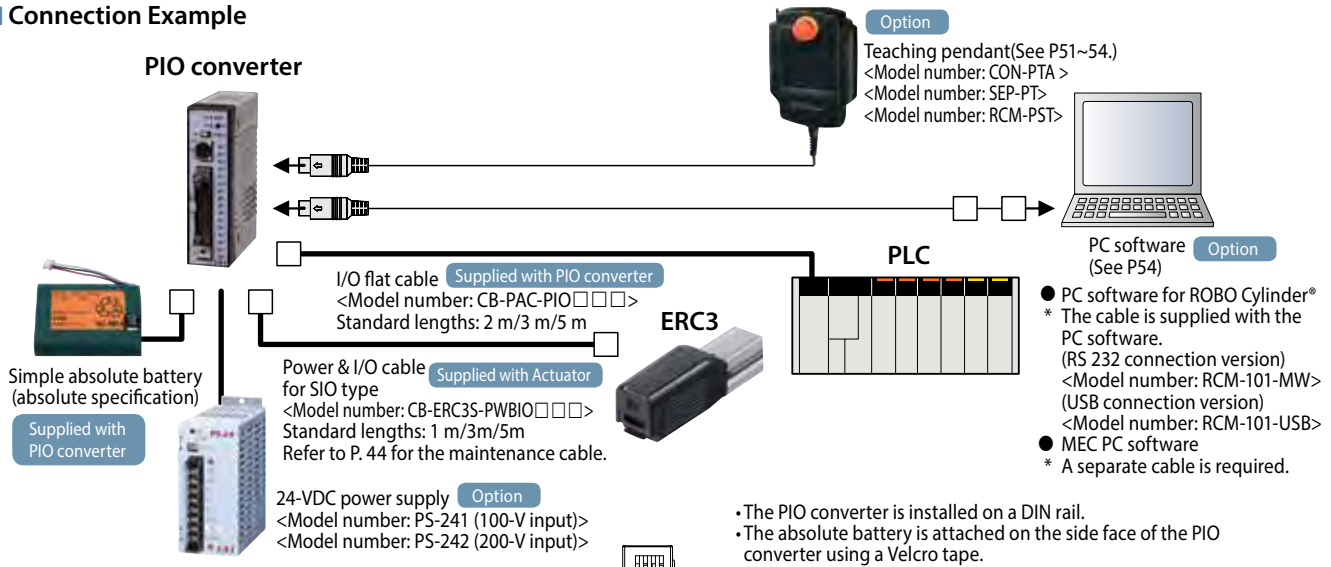 Connection Example
PIO converter
Option
Teaching pendant(See P51~54.)
<Model number: CON-PTA >
<Model number: SEP-PT>
<Model number: RCM-PST>
PC software Option
(See P54)
● PC software for ROBO Cylinder®
* The cable is supplied with the
PC software.
(RS 232 connection version)
<Model number: RCM-101-MW>
(USB connection version)
<Model number: RCM-101-USB>
● MEC PC software
* A separate cable is required.
PLC
I/O flat cable Supplied with PIO converter
<Model number: CB-PAC-PIO□□□>
Standard lengths: 2 m/3 m/5 m
ERC3
Power & I/O cable
for SIO type Supplied with Actuator
<Model number: CB-ERC3S-PWBIO□□□>
Standard lengths: 1 m/3m/5m
Refer to P. 44 for the maintenance cable.
Simple absolute battery
(absolute specification)
Supplied with
PIO converter
PS-24
24-VDC power supply Option
<Model number: PS-241 (100-V input)>
<Model number: PS-242 (200-V input)>
•The PIO converter is installed on a DIN rail.
•The absolute battery is attached on the side face of the PIO
converter using a Velcro tape.